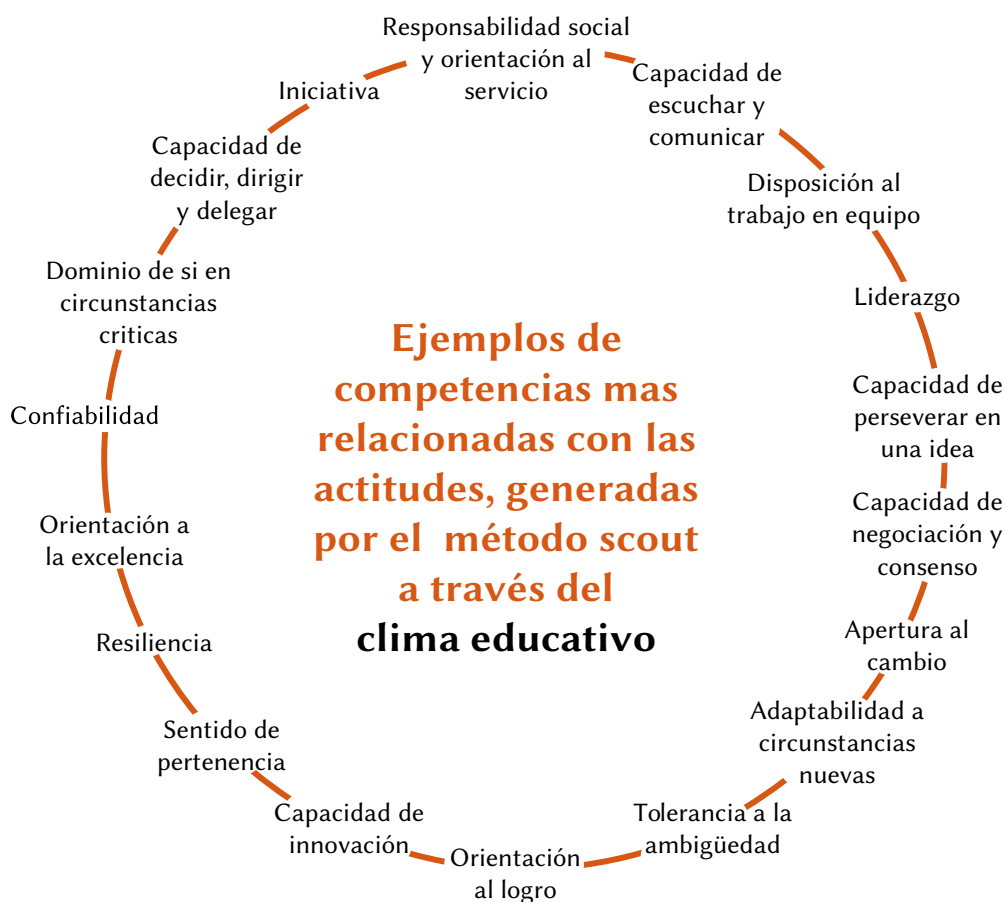 Responsabilidad social
y orientación al
servicio
Capacidad de
escuchar y
comunicar
Disposición al
trabajo en equipo
Liderazgo
Capacidad de
perseverar en
una idea
Capacidad de
negociación y
consenso
Apertura al
cambio
Adaptabilidad a
circunstancias
nuevas
Tolerancia a la
ambigüedad
Orientación
al logro
Capacidad de
innovación
Sentido de
pertenencia
Resiliencia
Orientación a
la excelencia
Confiabilidad
Dominio de si en
circunstancias
criticas
Capacidad de
decidir, dirigir
y delegar
Iniciativa
Ejemplos de
competencias mas
relacionadas con las
actitudes, generadas
por el método scout
a través del
clima educativo